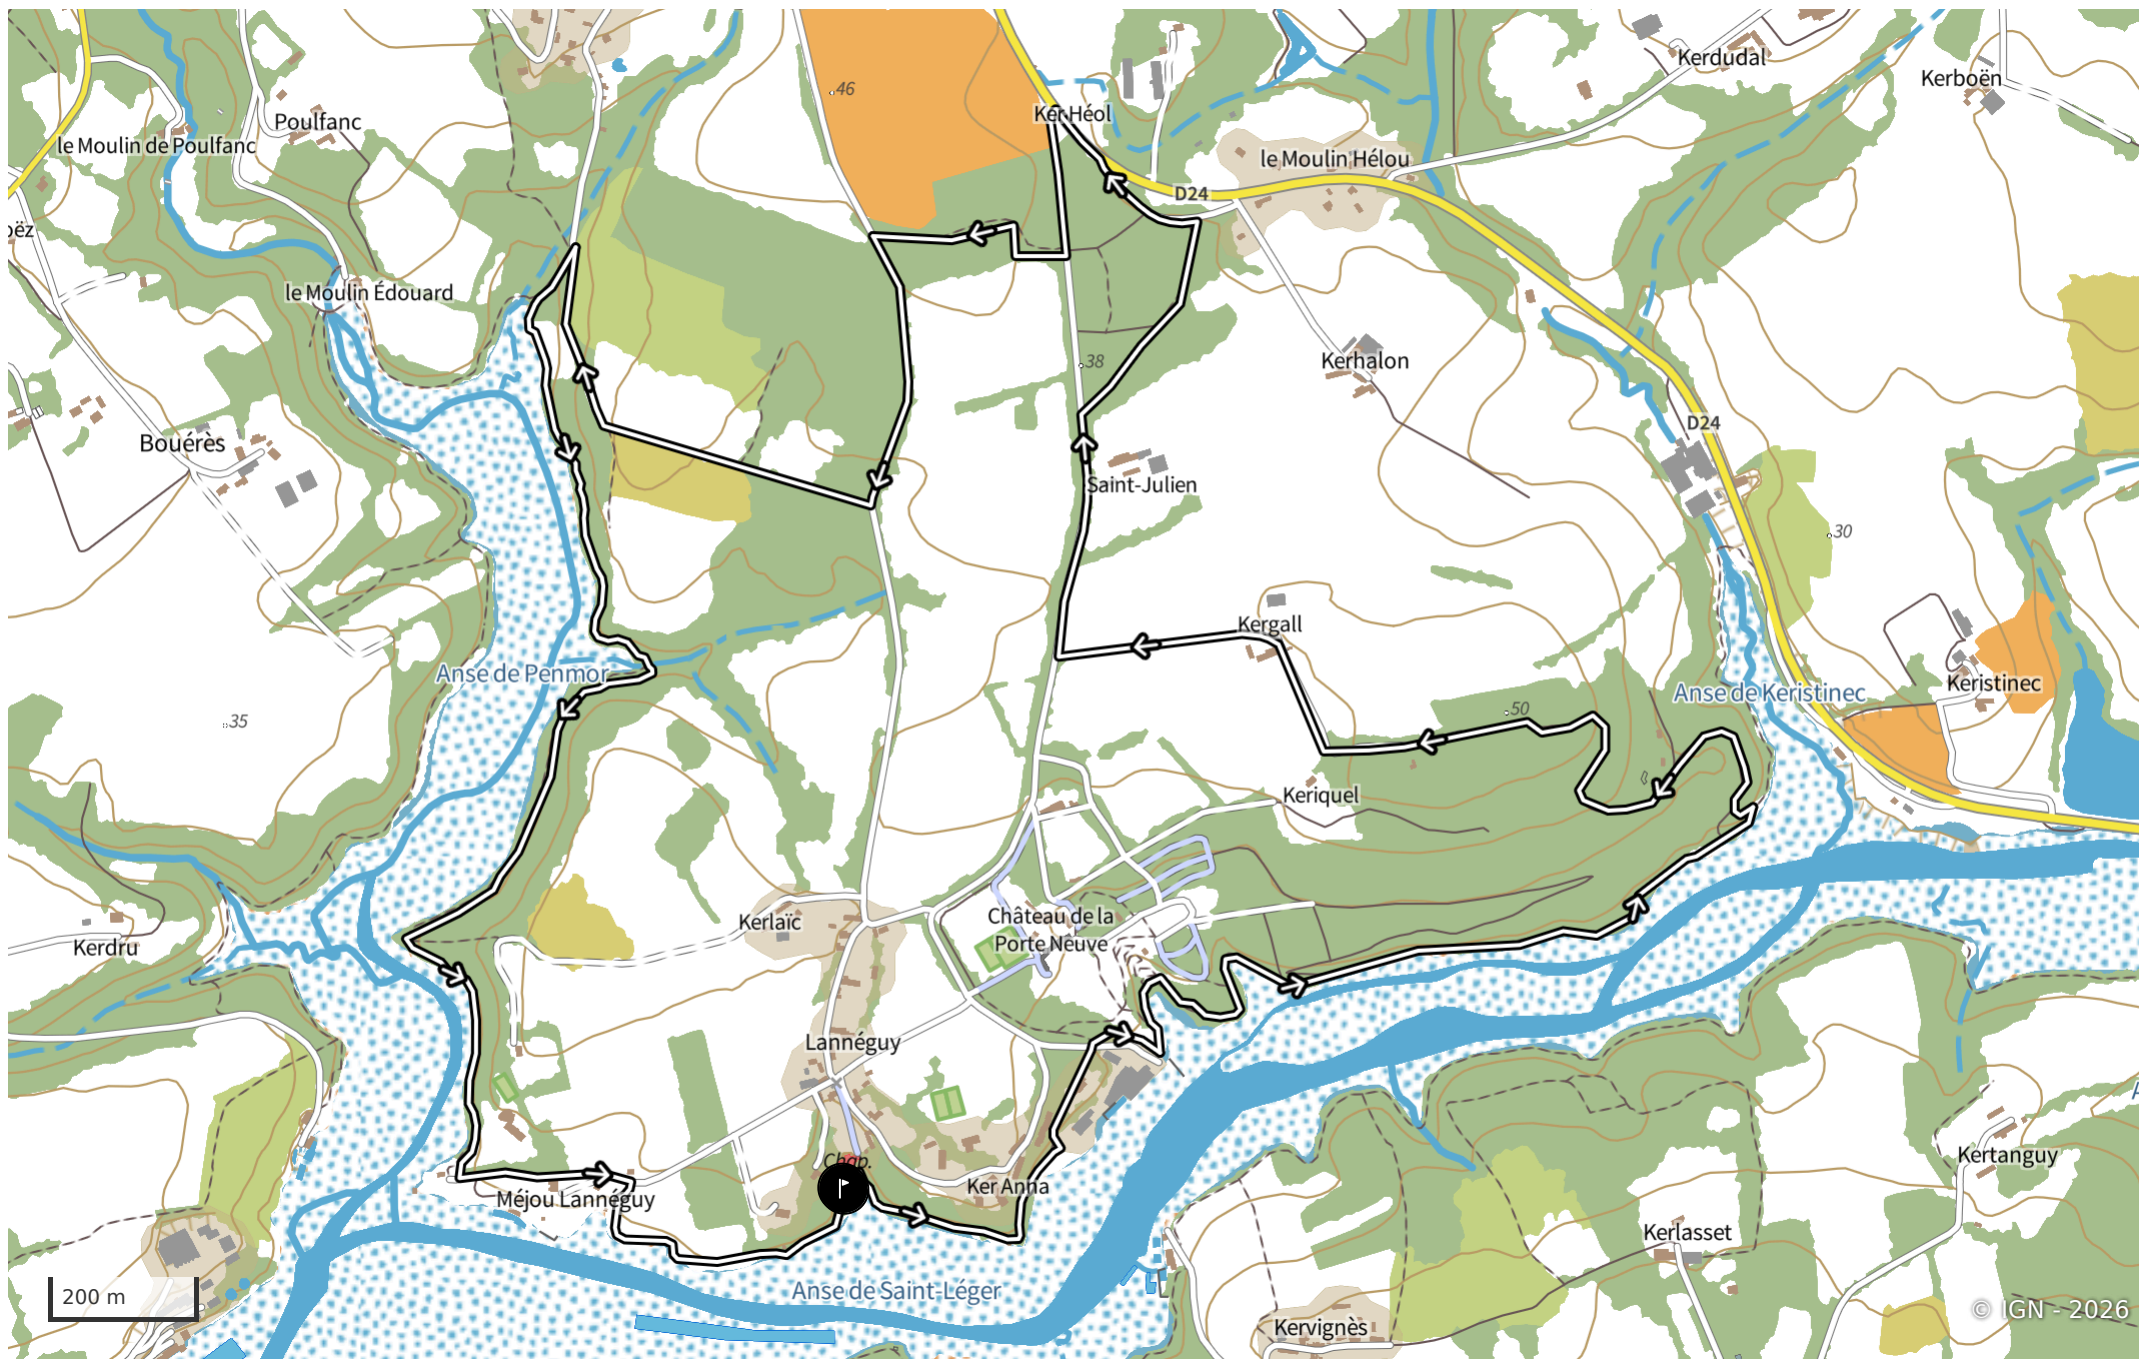 46
Kerdudal
Kerboën
Ker Héol
Poulfanc
le Moulin de Poulfanc
le Moulin Hélou
D24
oëz
le Moulin Édouard
38
Kerhalon
D24
Bouérès
Saint-Julien
30
Kergall
Anse de Penmor
Anse de Keristinec
Keristinec
50
35
Keriquel
Kerlaïc
Château de la
Porte Neuve
Kerdru
Lannéguy
Chap.
Kertanguy
Méjou Lannéguy
Ker Anna
Kerlasset
Anse de Saint-Léger
200 m
© IGN - 2026
Kervignès